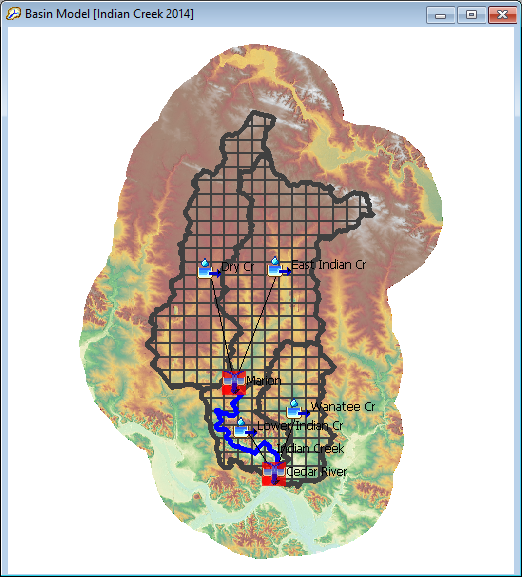 Basin Model [Indian Creek 2014]
Dry Cr
East Indian Cr
Marion
Wanatee Cr
Lower Indian Cr
Indian Creek
Cedar River